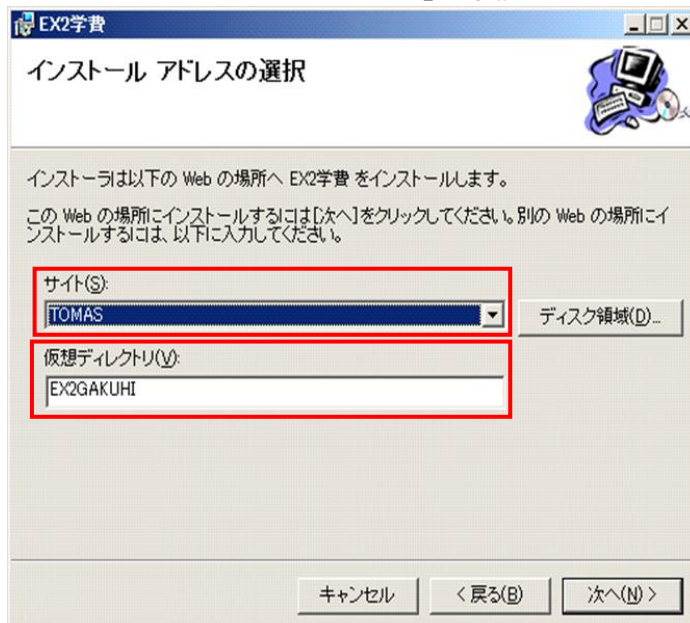 EX2学費
インストール アドレスの選択
インストーラは以下の Web の場所へ EX2学費 をインストールします。
この Web の場所にインストールするには[次へ]をクリックしてください。別の Web の場所にイ
ンストールするには、以下に入力してください。
サイト(S):
TOMAS
ディスク領域(D)...
仮想ディレクトリ(V):
EX2GAKUHI
キャンセル
< 戻る(B)
次へ(N) >